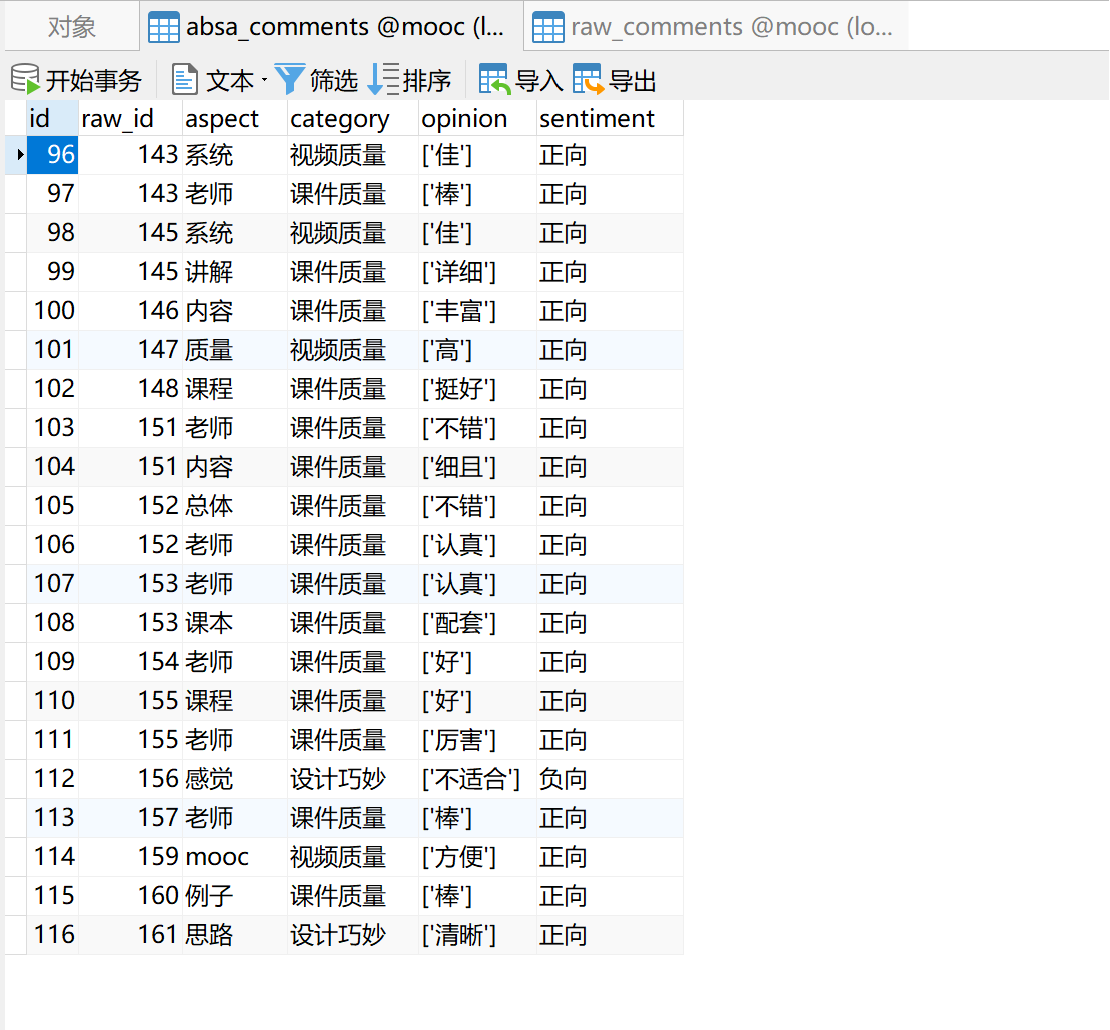 对象 absa_comments @mooc (l... raw_comments @mooc (lo...
开始事务 文本 筛选 排序 导入 导出
id raw_id aspect category opinion sentiment
96 143 系统 视频质量 ['佳'] 正向
97 143 老师 课件质量 ['棒'] 正向
98 145 系统 视频质量 ['佳'] 正向
99 145 讲解 课件质量 ['详细'] 正向
100 146 内容 课件质量 ['丰富'] 正向
101 147 质量 视频质量 ['高'] 正向
102 148 课程 课件质量 ['挺好'] 正向
103 151 老师 课件质量 ['不错'] 正向
104 151 内容 课件质量 ['细且'] 正向
105 152 总体 课件质量 ['不错'] 正向
106 152 老师 课件质量 ['认真'] 正向
107 153 老师 课件质量 ['认真'] 正向
108 153 课本 课件质量 ['配套'] 正向
109 154 老师 课件质量 ['好'] 正向
110 155 课程 课件质量 ['好'] 正向
111 155 老师 课件质量 ['厉害'] 正向
112 156 感觉 设计巧妙 ['不适合'] 负向
113 157 老师 课件质量 ['棒'] 正向
114 159 mooc 视频质量 ['方便'] 正向
115 160 例子 课件质量 ['棒'] 正向
116 161 思路 设计巧妙 ['清晰'] 正向